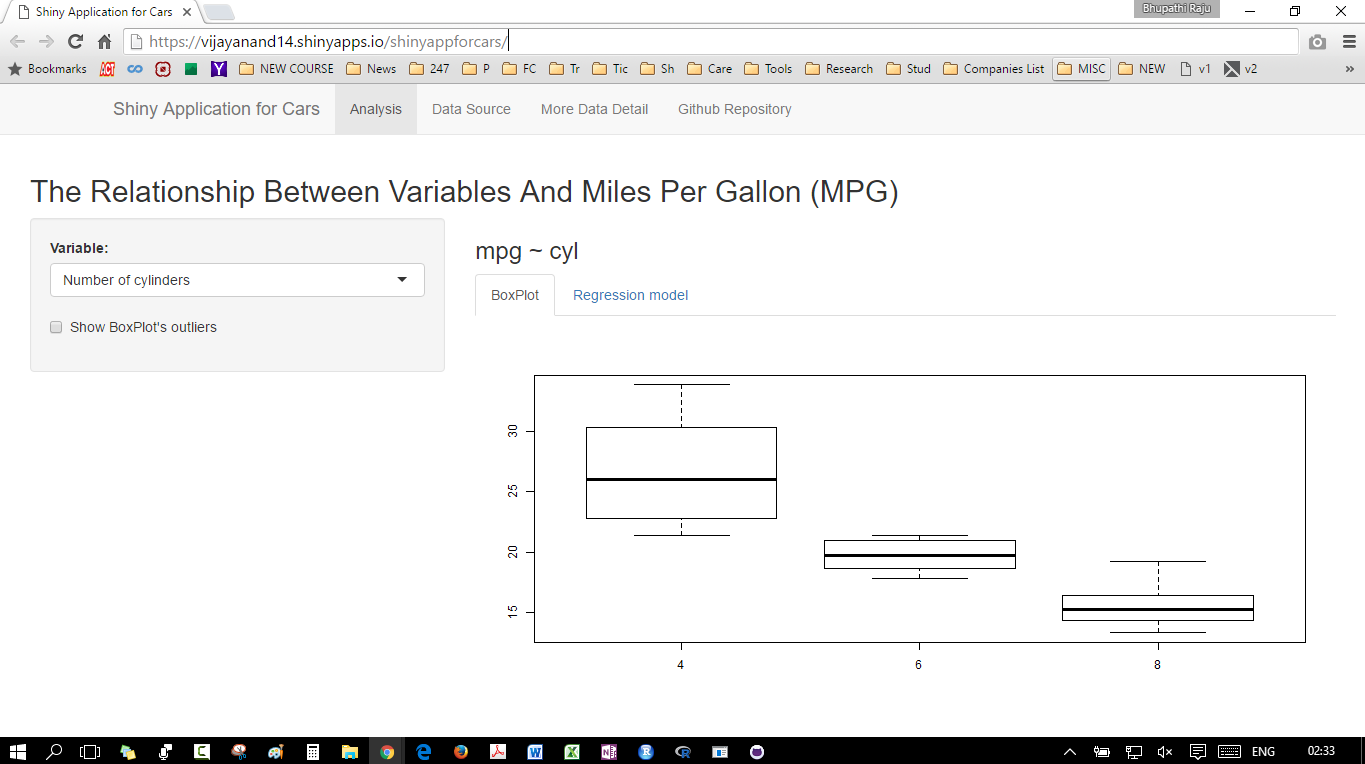 Shiny Application for Cars
Bhupathi Raju
https://vijayanand14.shinyapps.io/shinyappforcars/
Bookmarks ACT Y NEW COURSE News 247 P FC Tr Tic Sh Care Tools Research Stud Companies List MISC NEW v1 v2 »
Shiny Application for Cars Analysis Data Source More Data Detail Github Repository
The Relationship Between Variables And Miles Per Gallon (MPG)
Variable:
Number of cylinders
Show BoxPlot's outliers
mpg ~ cyl
BoxPlot Regression model
30
25
20
15
4 6 8
ENG 02:33